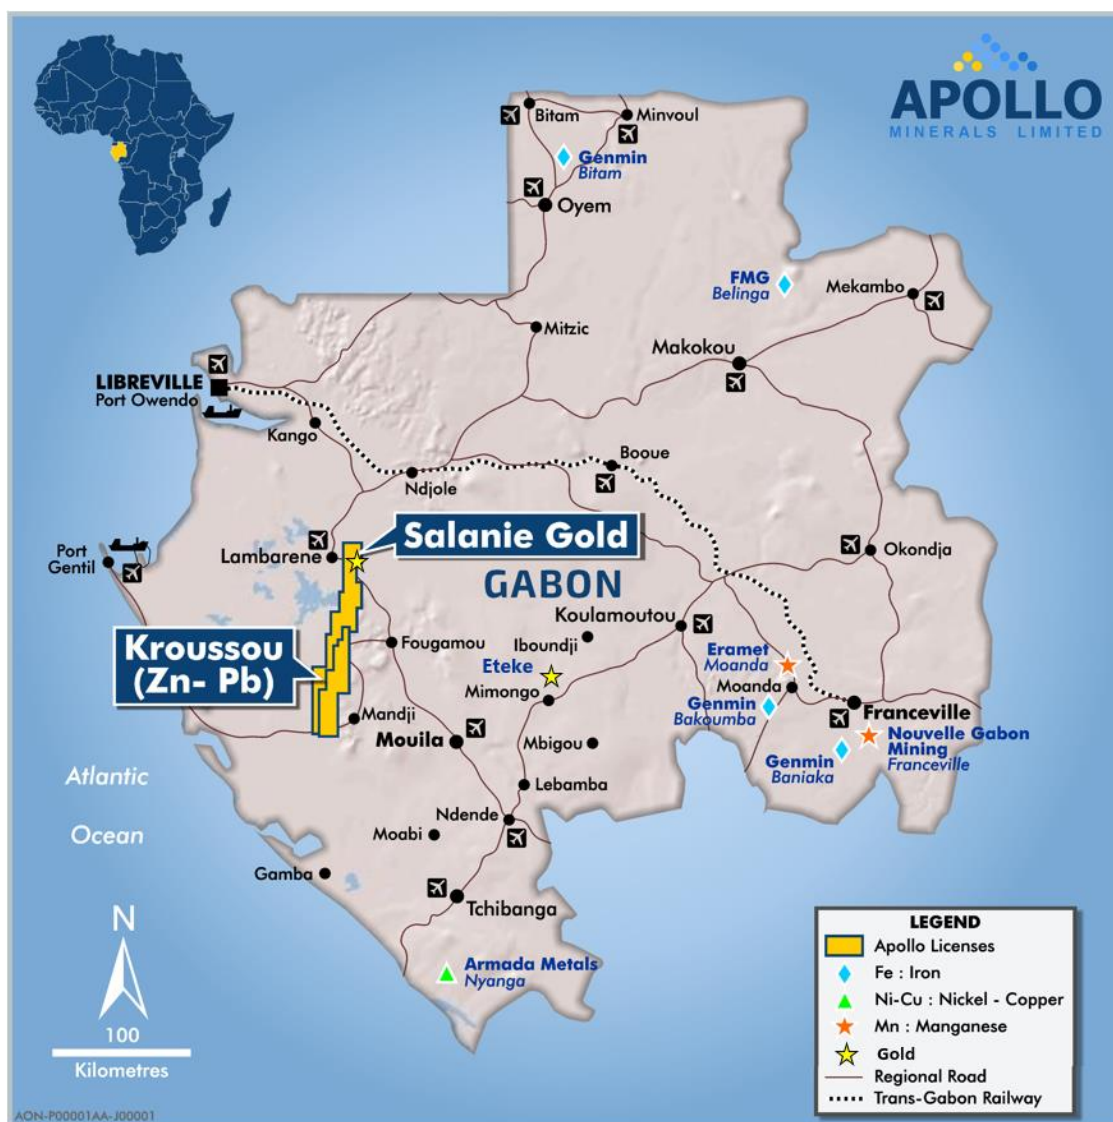 APOLLO
MINERALS LIMITED
Bitam
Minvoul
Genmin
Bitam
Oyem
FMG
Belinga
Mekambo
Mitzic
Makokou
LIBREVILLE
Port Owendo
Kango
Booue
Ndjole
Salanie Gold
Port
Gentil
Lambarene
Okondja
GABON
Koulamoutou
Kroussou
(Zn- Pb)
Fougamou
Iboundji
Eteke
Eramet
Moanda
Mimongo
Moanda
Genmin
Bakoumba
Franceville
Mandji
Mouila
Mbigou
Nouvelle Gabon
Mining
Franceville
Genmin
Baniaka
Atlantic
Ocean
Lebamba
Ndende
Moabi
Gamba
Tchibanga
N
100
Kilometres
Armada Metals
Nyanga
LEGEND
Apollo Licenses
Fe : Iron
Ni-Cu : Nickel - Copper
Mn : Manganese
Gold
Regional Road
Trans-Gabon Railway
AON-P00001AA-J00001